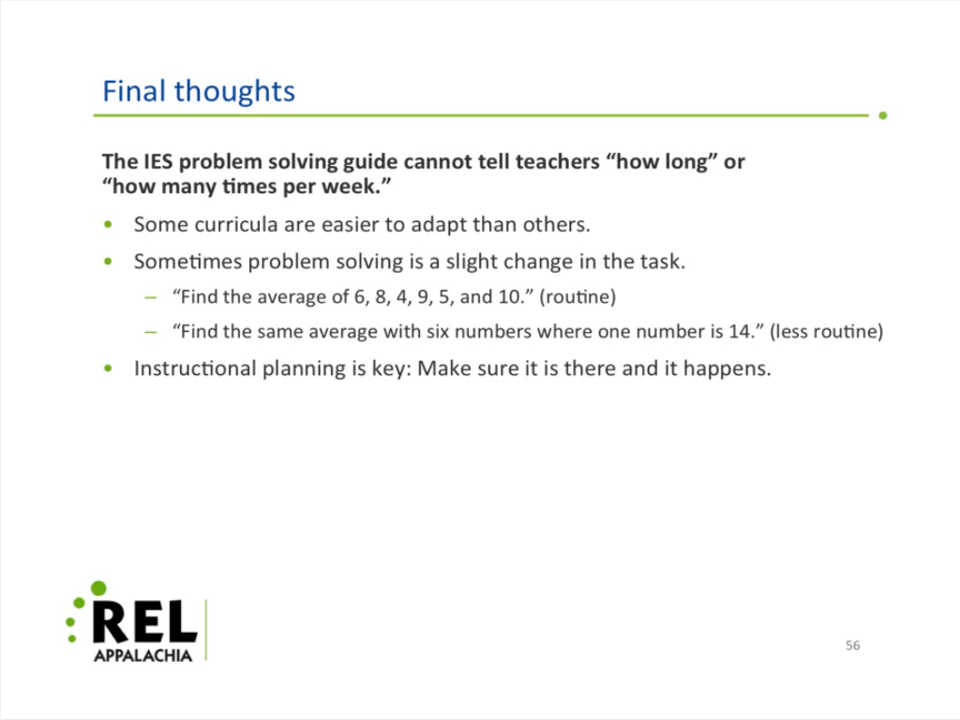 Final thoughts
The IES problem solving guide cannot tell teachers “how long” or
“how many times per week.”
• Some curricula are easier to adapt than others.
• Sometimes problem solving is a slight change in the task.
– “Find the average of 6, 8, 4, 9, 5, and 10.” (routine)
– “Find the same average with six numbers where one number is 14.” (less routine)
• Instructional planning is key: Make sure it is there and it happens.
REL
APPALACHIA
56